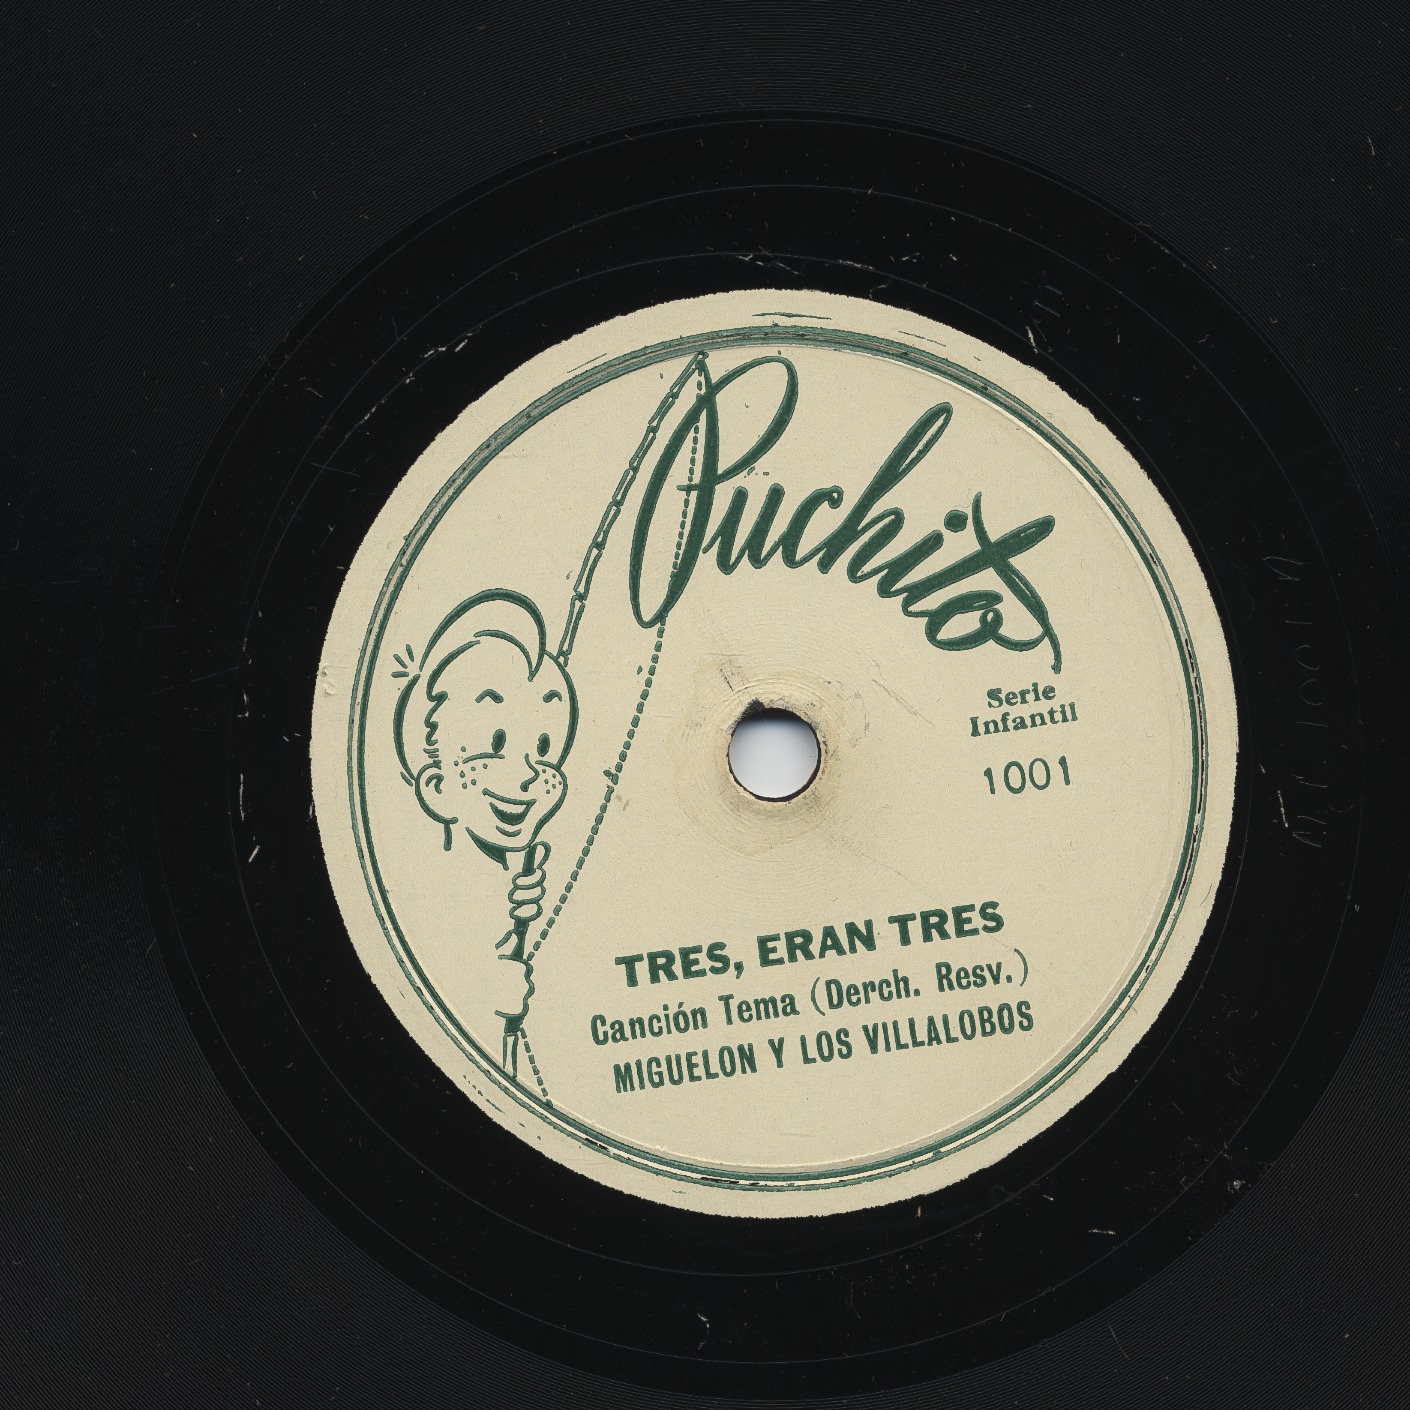 Puchito
Serie
Infantil
1001
TRES, ERAN TRES
Canción Tema (Derch. Resv.)
MIGUELON Y LOS VILLALOBOS